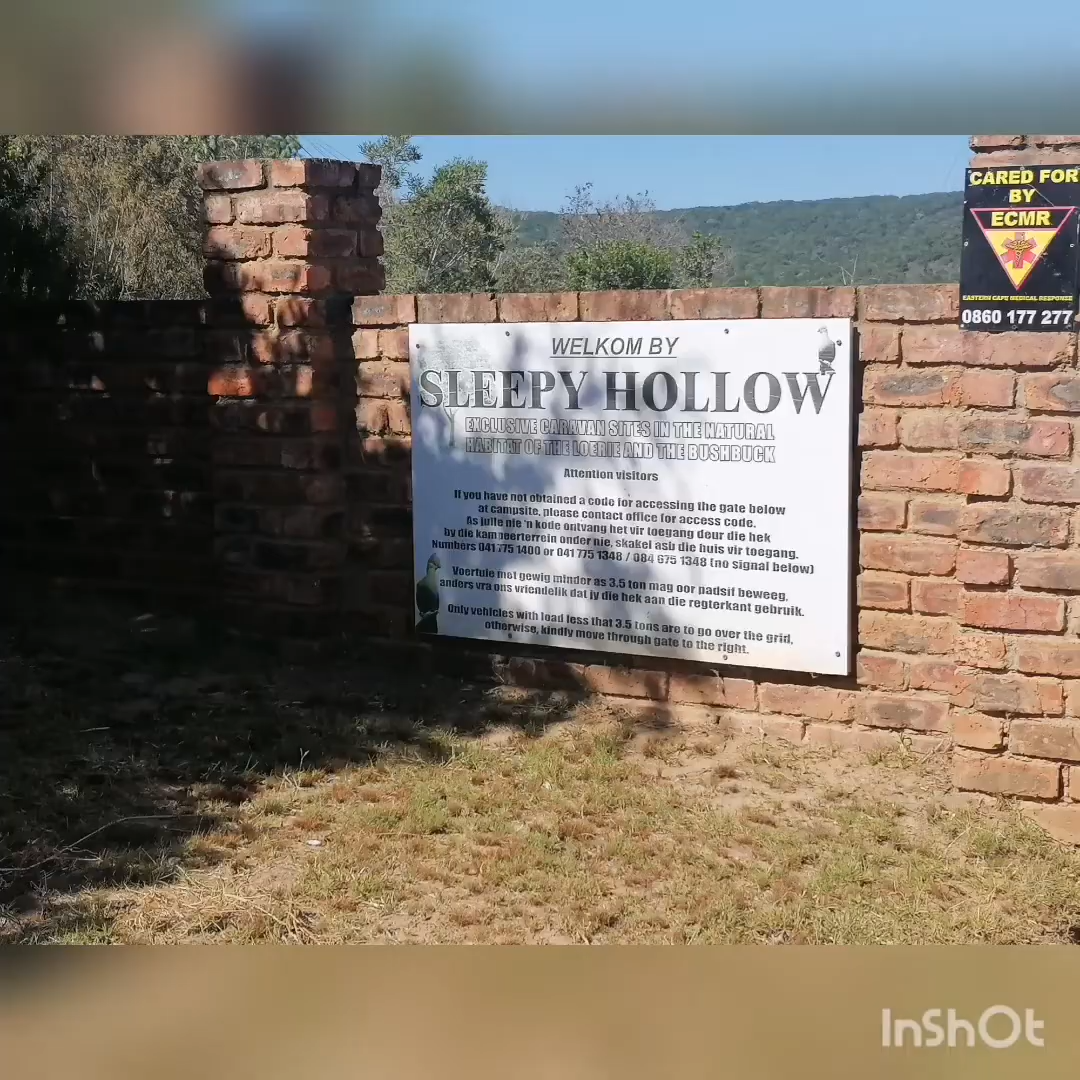 WELKOM BY
SLEEPY HOLLOW
EXCLUSIVE CARAVAN SITES IN THE NATURAL
HABITAT OF THE LOERIE AND THE BUSHBUCK
Attention visitors
If you have not obtained a code for accessing the gate below
at campsite, please contact office for access code.
As julle nie 'n kode ontvang het vir toegang deur die hek
by die kampeerterrein onder nie, skakel asb die huis vir toegang.
Numbers 041 775 1400 or 041 775 1348 / 084 675 1348 (no signal below)
Voertuie met gewig minder as 3.5 ton mag oor padsif beweeg,
anders vra ons vriendelik dat jy die hek aan die regterkant gebruik.
Only vehicles with load less that 3.5 tons are to go over the grid,
otherwise, kindly move through gate to the right.
CARED FOR
BY
ECMR
EASTERN CAPE MEDICAL RESPONSE
0860 177 277
InShOt